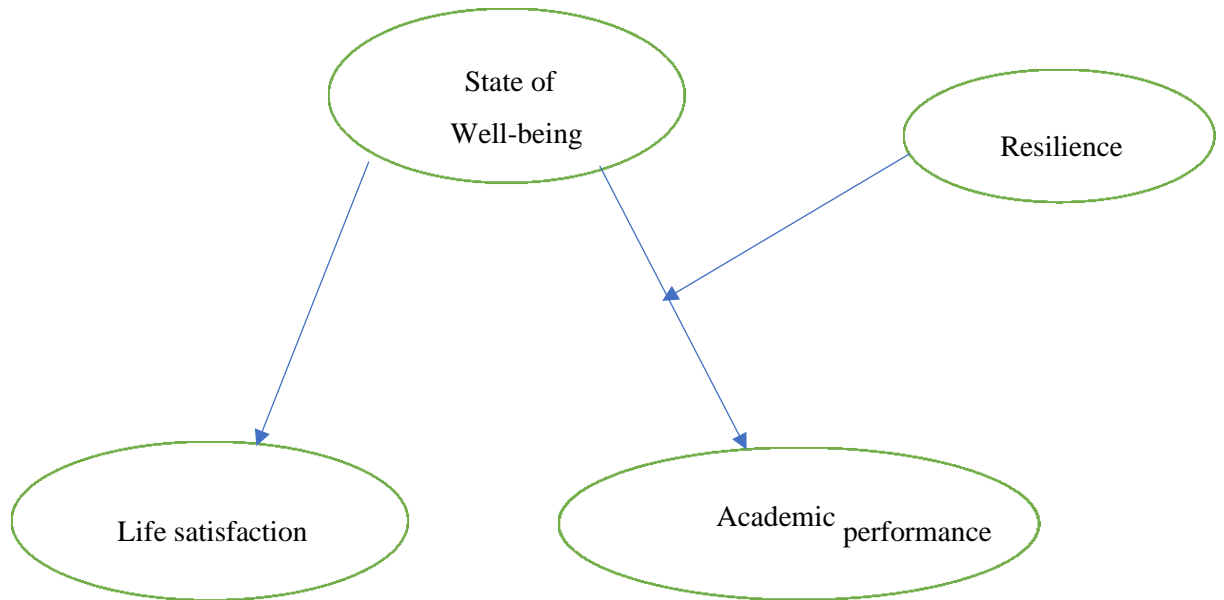 State of
Well-being
Resilience
Life satisfaction
Academic performance